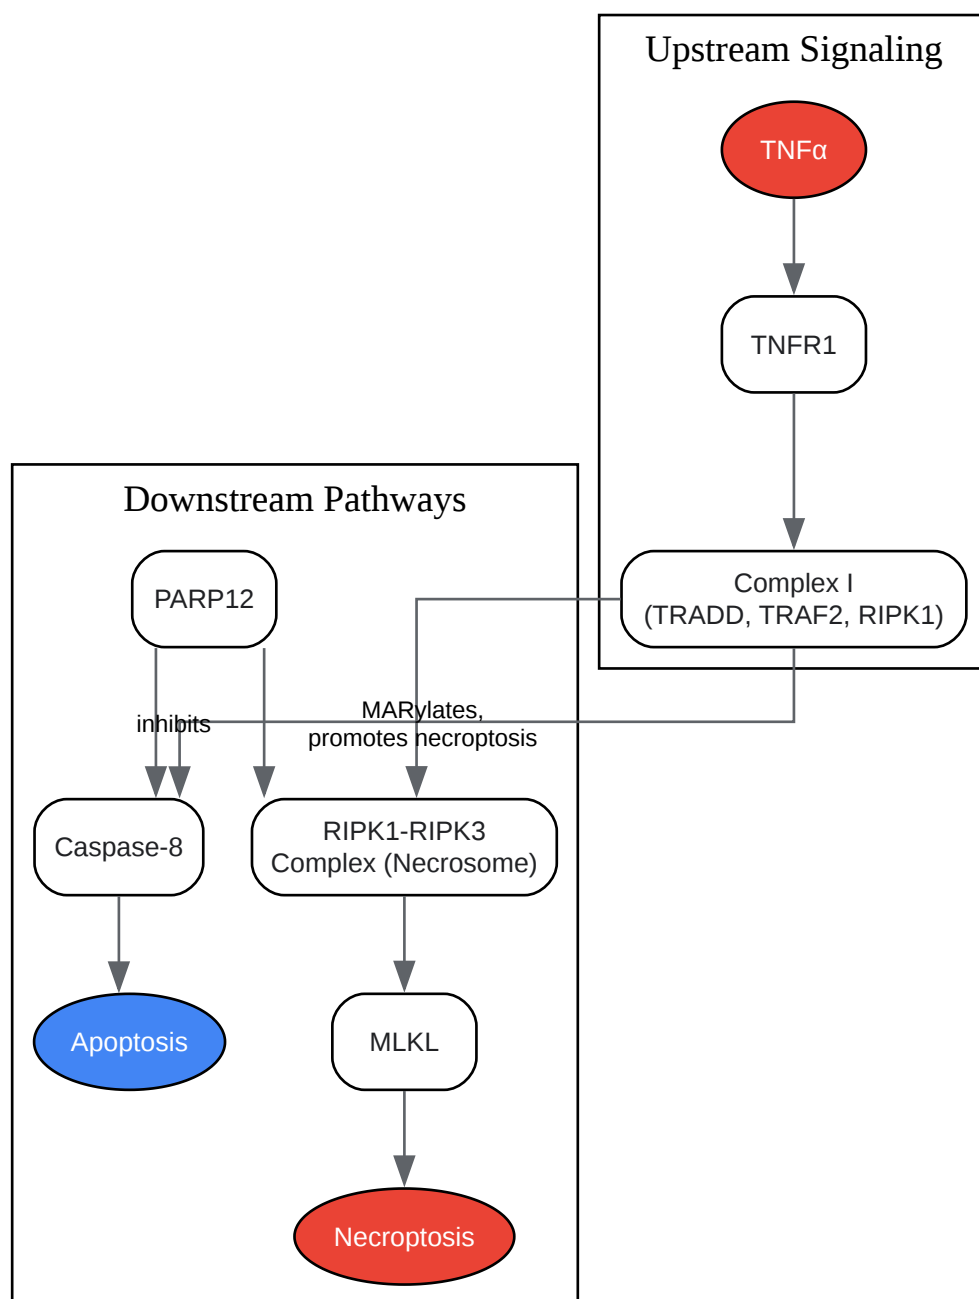 Upstream Signaling
TNFα
TNFR1
Complex I
(TRADD, TRAF2, RIPK1)
Downstream Pathways
PARP12
inhibits
MARylates,
promotes necroptosis
Caspase-8
RIPK1-RIPK3
Complex (Necrosome)
Apoptosis
MLKL
Necroptosis